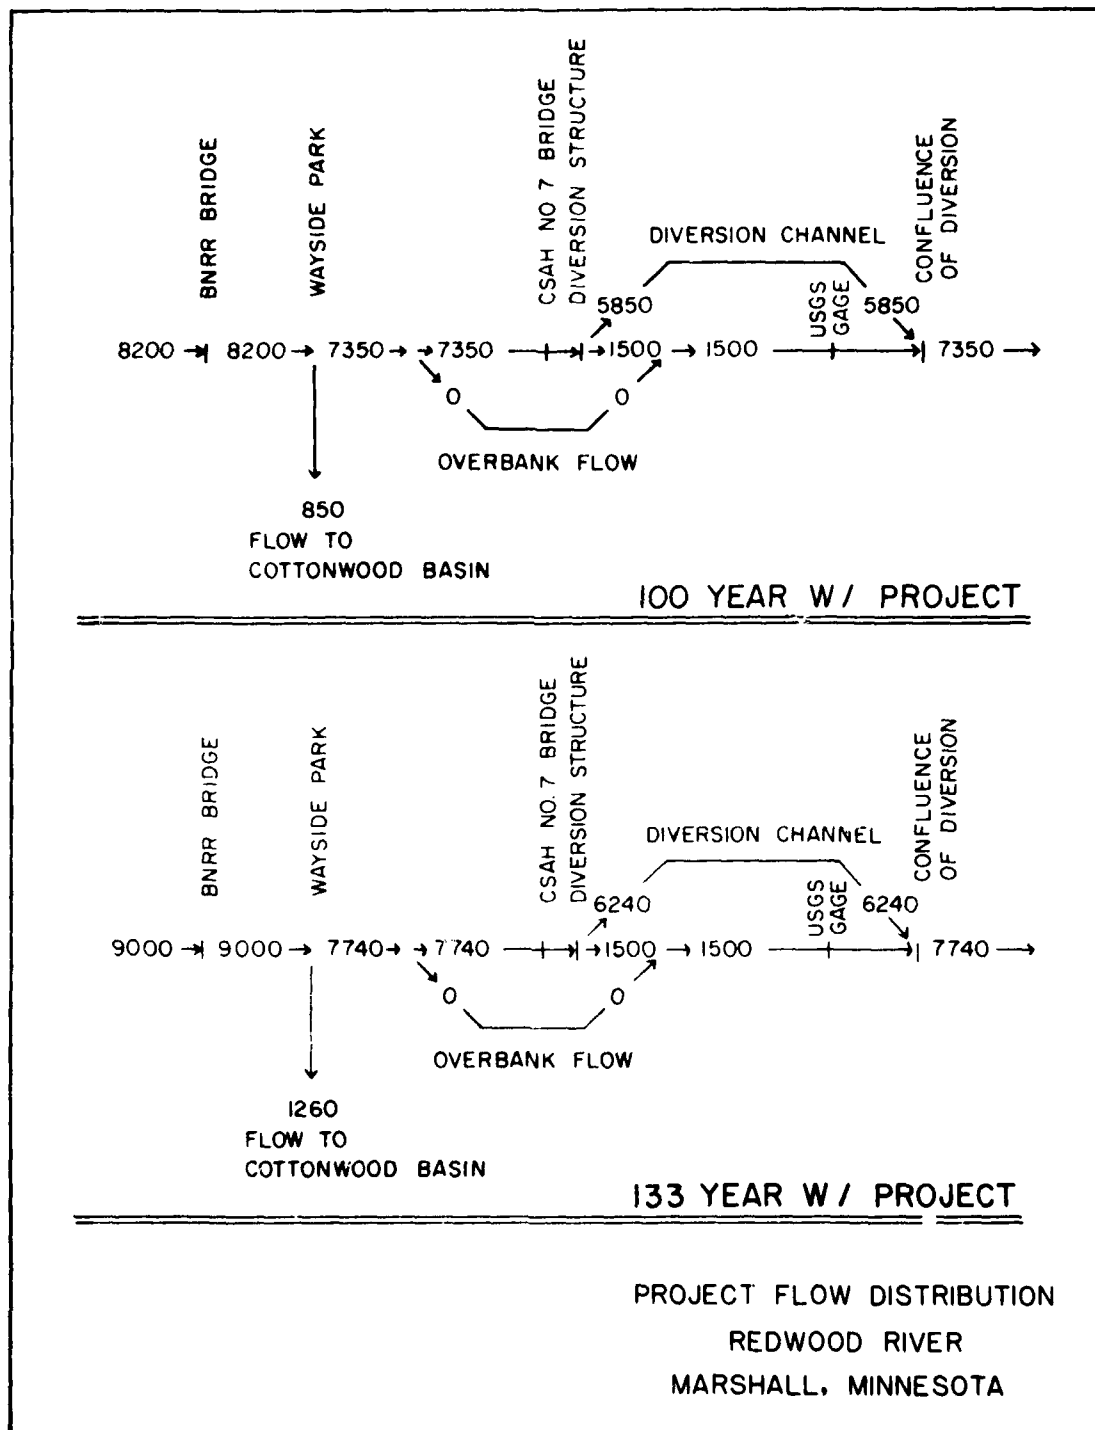 BNRR BRIDGE
WAYSIDE PARK
CSAH NO 7 BRIDGE
DIVERSION STRUCTURE
DIVERSION CHANNEL
USGS
GAGE
CONFLUENCE
OF DIVERSION
5850
5850
8200
8200
7350
7350
1500
1500
7350
0
0
OVERBANK FLOW
850
FLOW TO
COTTONWOOD BASIN
100 YEAR W/ PROJECT
BNRR BRIDGE
WAYSIDE PARK
CSAH NO. 7 BRIDGE
DIVERSION STRUCTURE
DIVERSION CHANNEL
USGS
GAGE
CONFLUENCE
OF DIVERSION
6240
6240
9000
9000
7740
7740
1500
1500
7740
0
0
OVERBANK FLOW
1260
FLOW TO
COTTONWOOD BASIN
133 YEAR W/ PROJECT
PROJECT FLOW DISTRIBUTION
REDWOOD RIVER
MARSHALL, MINNESOTA